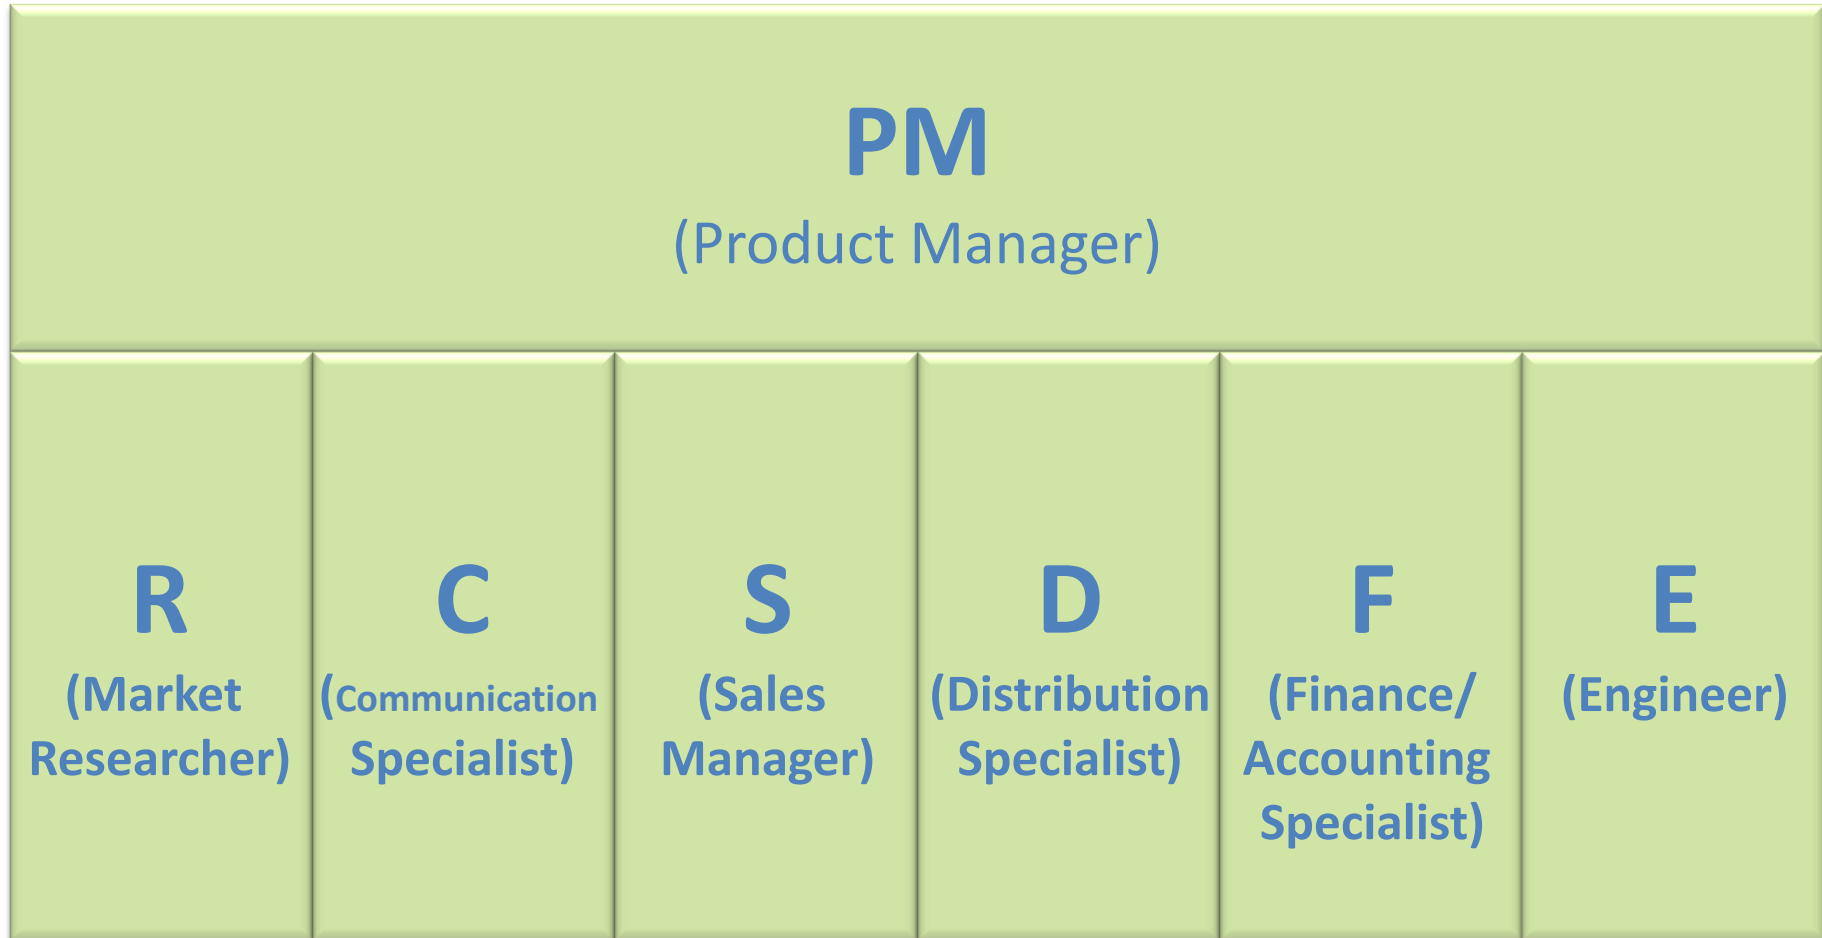 PM
(Product Manager)
R
(Market
Researcher)
C
(Communication
Specialist)
S
(Sales
Manager)
D
(Distribution
Specialist)
F
(Finance/
Accounting
Specialist)
E
(Engineer)